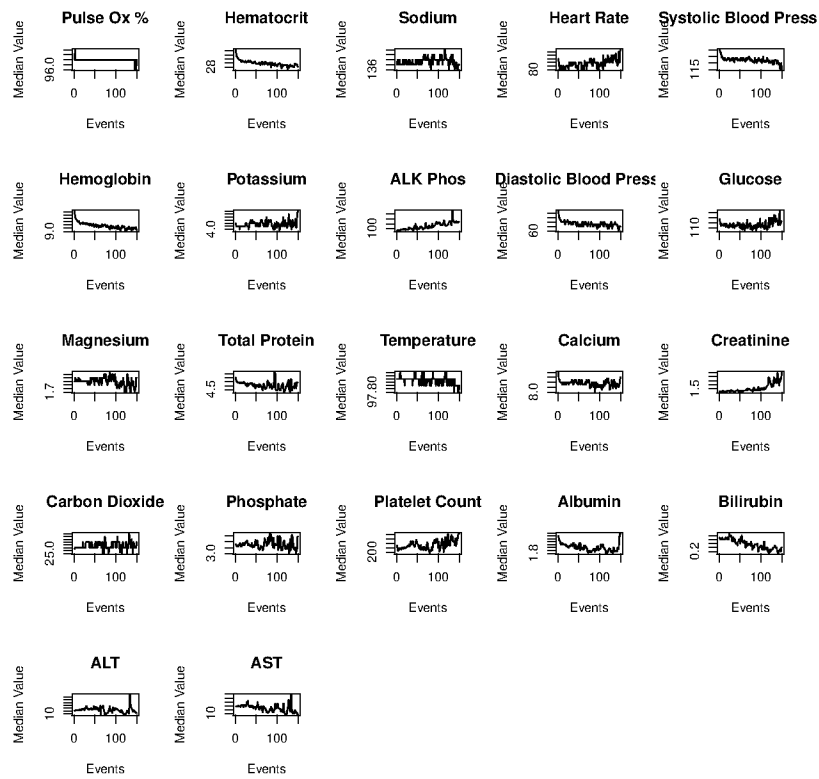 Pulse Ox %
Median Value
96.0
0 100
Events
Hematocrit
Median Value
28
0 100
Events
Sodium
Median Value
136
0 100
Events
Heart Rate
Median Value
80
0 100
Events
Systolic Blood Press
Median Value
115
0 100
Events
Hemoglobin
Median Value
9.0
0 100
Events
Potassium
Median Value
4.0
0 100
Events
ALK Phos
Median Value
100
0 100
Events
Diastolic Blood Press
Median Value
60
0 100
Events
Glucose
Median Value
110
0 100
Events
Magnesium
Median Value
1.7
0 100
Events
Total Protein
Median Value
4.5
0 100
Events
Temperature
Median Value
97.80
0 100
Events
Calcium
Median Value
8.0
0 100
Events
Creatinine
Median Value
1.5
0 100
Events
Carbon Dioxide
Median Value
25.0
0 100
Events
Phosphate
Median Value
3.0
0 100
Events
Platelet Count
Median Value
200
0 100
Events
Albumin
Median Value
1.8
0 100
Events
Bilirubin
Median Value
0.2
0 100
Events
ALT
Median Value
10
0 100
Events
AST
Median Value
10
0 100
Events